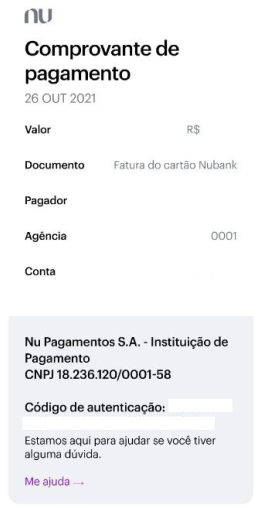 nu
Comprovante de
pagamento
26 OUT 2021
Valor R$
Documento Fatura do cartão Nubank
Pagador
Agência 0001
Conta
Nu Pagamentos S.A. - Instituição de
Pagamento
CNPJ 18.236.120/0001-58
Código de autenticação:
Estamos aqui para ajudar se você tiver
alguma dúvida.
Me ajuda →